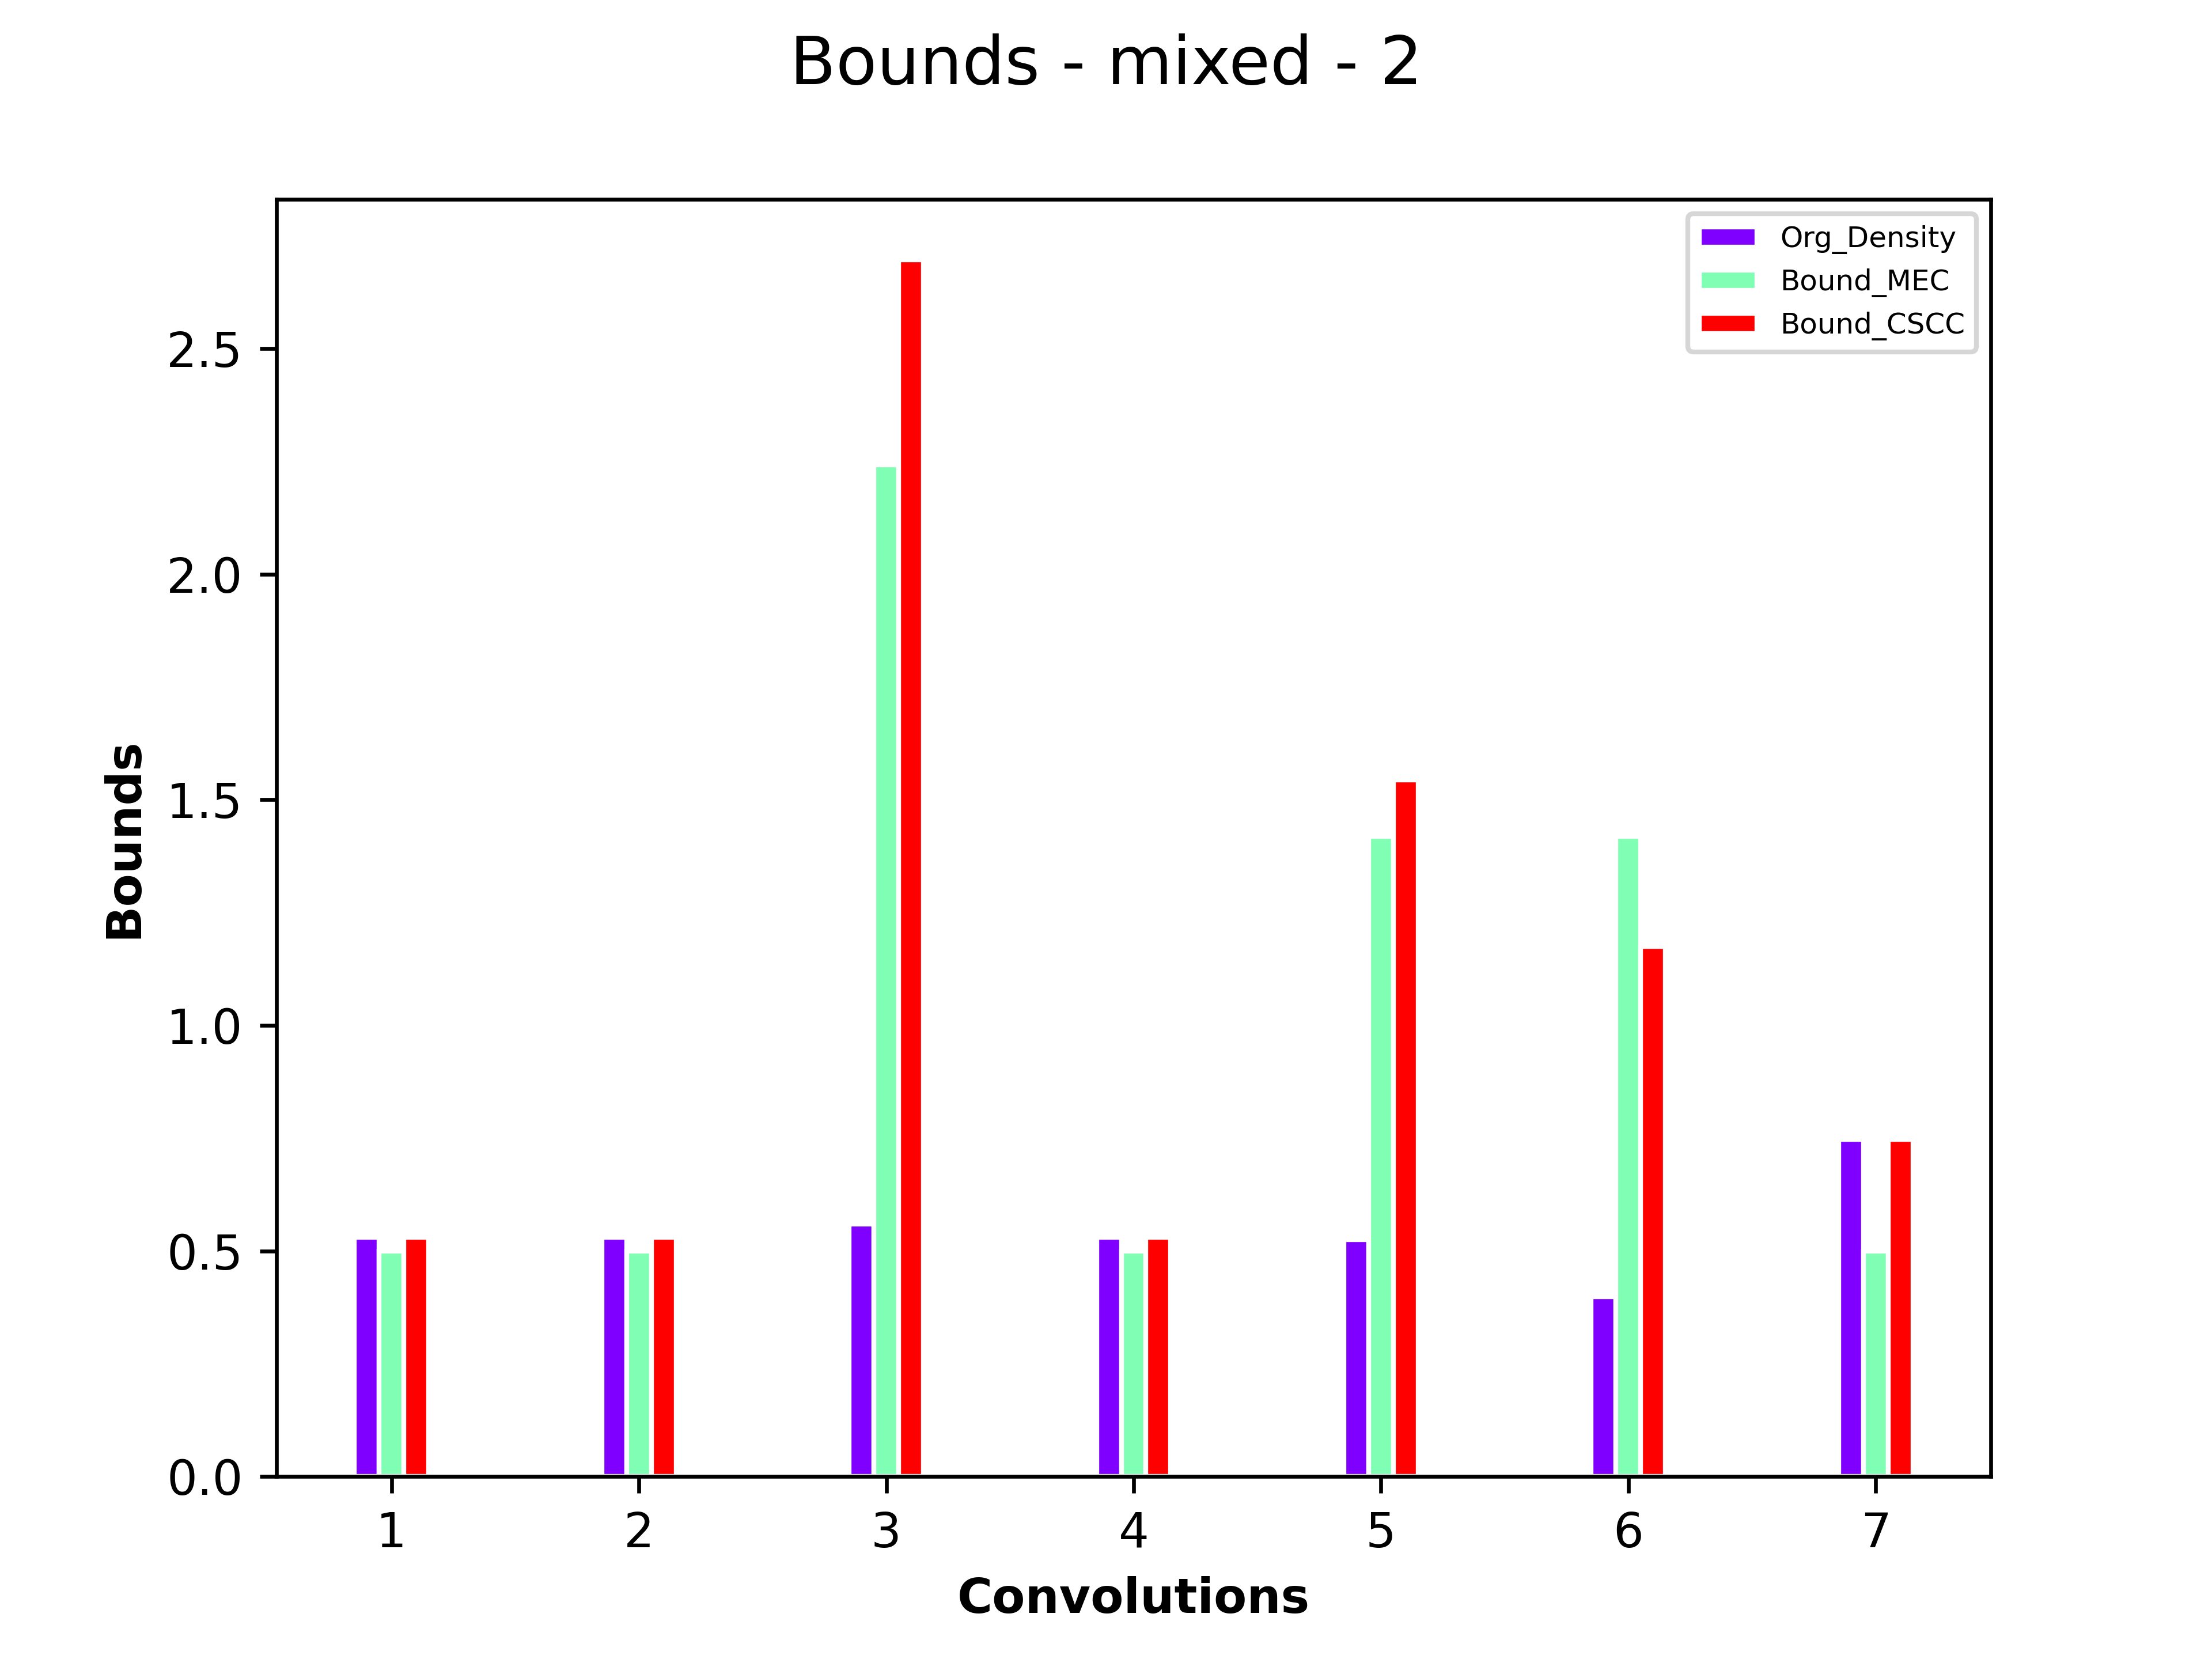 Bounds - mixed - 2
Org_Density
Bound_MEC
Bound_CSCC
2.5
2.0
1.5
1.0
0.5
0.0
Bounds
1 2 3 4 5 6 7
Convolutions